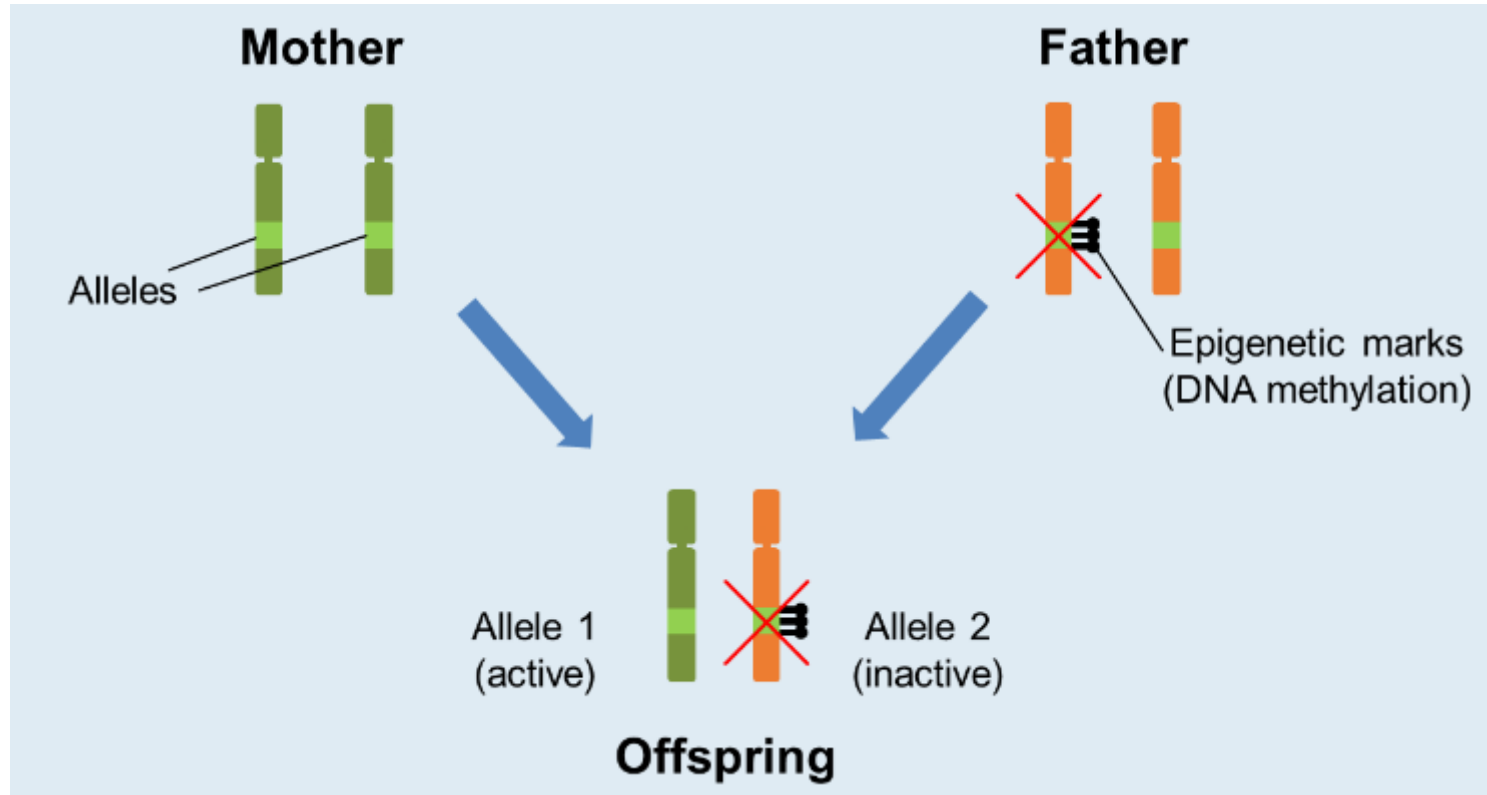 Mother
Father
Alleles
Epigenetic marks
(DNA methylation)
Allele 1
(active)
Allele 2
(inactive)
Offspring